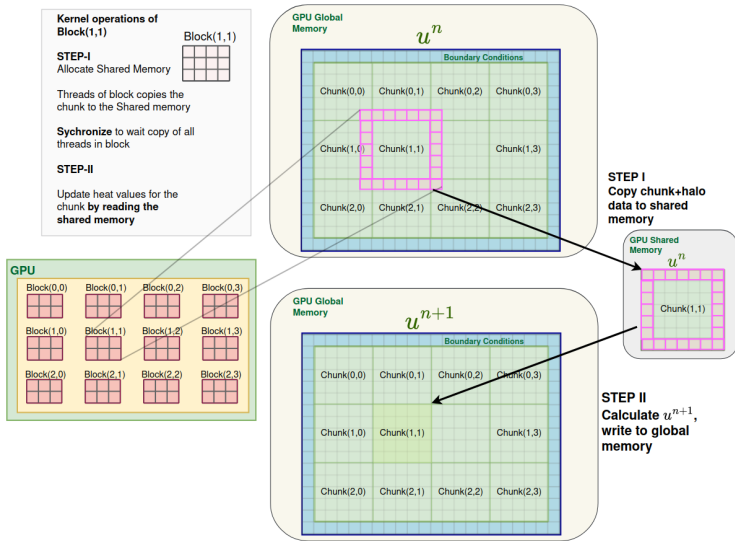 Kernel operations of
Block(1,1)
STEP-I
Allocate Shared Memory
Threads of block copies the
chunk to the Shared memory
Sychronize to wait copy of all
threads in block
STEP-II
Update heat values for the
chunk by reading the
shared memory
Block(1,1)
GPU Global
Memory
u^n
Boundary Conditions
Chunk(0,0) Chunk(0,1) Chunk(0,2) Chunk(0,3)
Chunk(1,0) Chunk(1,1) Chunk(1,3)
Chunk(2,0) Chunk(2,1) Chunk(2,2) Chunk(2,3)
STEP I
Copy chunk+halo
data to shared
memory
GPU Shared
Memory
u^n
Chunk(1,1)
GPU
Block(0,0) Block(0,1) Block(0,2) Block(0,3)
Block(1,0) Block(1,1) Block(1,2) Block(1,3)
Block(2,0) Block(2,1) Block(2,2) Block(2,3)
GPU Global
Memory
u^{n+1}
Boundary Conditions
Chunk(0,0) Chunk(0,1) Chunk(0,2) Chunk(0,3)
Chunk(1,0) Chunk(1,1) Chunk(1,3)
Chunk(2,0) Chunk(2,1) Chunk(2,2) Chunk(2,3)
STEP II
Calculate u^{n+1},
write to global
memory